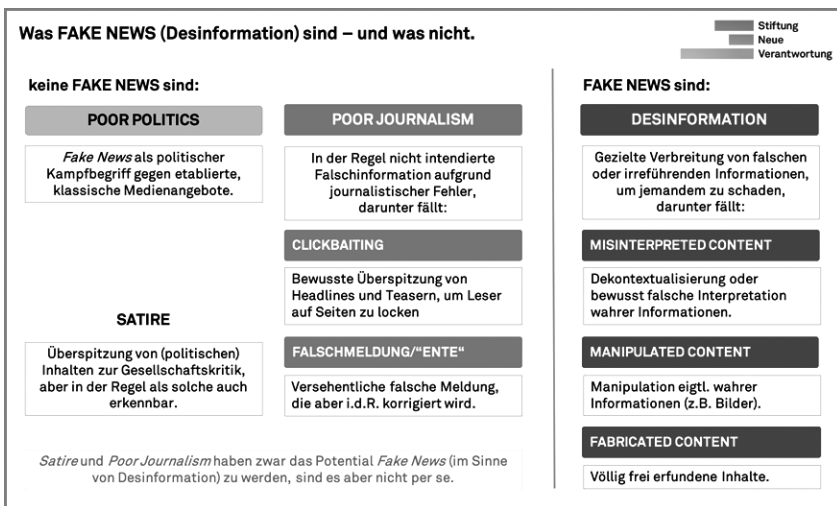 Was FAKE NEWS (Desinformation) sind – und was nicht.
Stiftung
Neue
Verantwortung
keine FAKE NEWS sind:
POOR POLITICS
Fake News als politischer
Kampfbegriff gegen etablierte,
klassische Medienangebote.
SATIRE
Überspitzung von (politischen)
Inhalten zur Gesellschaftskritik,
aber in der Regel als solche auch
erkennbar.
POOR JOURNALISM
In der Regel nicht intendierte
Falschinformation aufgrund
journalistischer Fehler,
darunter fällt:
CLICKBAITING
Bewusste Überspitzung von
Headlines und Teasern, um Leser
auf Seiten zu locken
FALSCHMELDUNG/"ENTE"
Versehentliche falsche Meldung,
die aber i.d.R. korrigiert wird.
Satire und Poor Journalism haben zwar das Potential Fake News (im Sinne
von Desinformation) zu werden, sind es aber nicht per se.
FAKE NEWS sind:
DESINFORMATION
Gezielte Verbreitung von falschen
oder irreführenden Informationen,
um jemandem zu schaden,
darunter fällt:
MISINTERPRETED CONTENT
Dekontextualisierung oder
bewusst falsche Interpretation
wahrer Informationen.
MANIPULATED CONTENT
Manipulation eigtl. wahrer
Informationen (z.B. Bilder).
FABRICATED CONTENT
Völlig frei erfundene Inhalte.